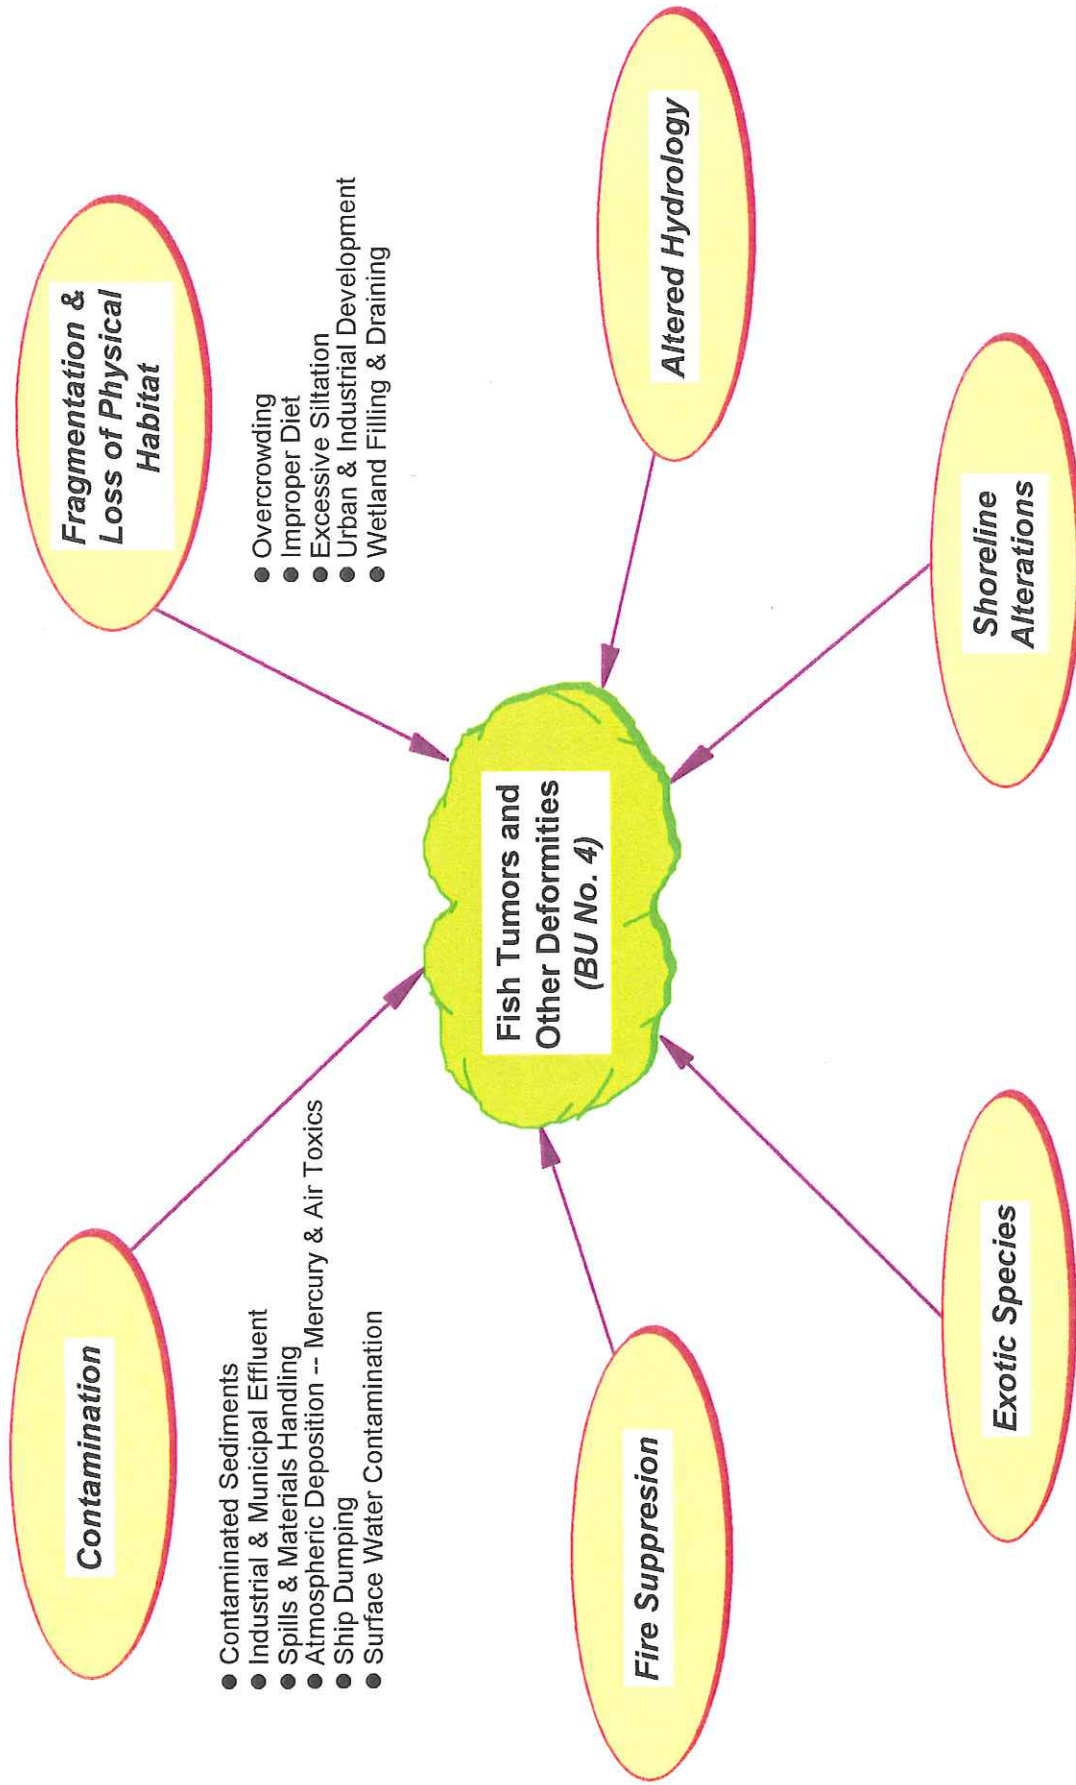 Contamination
● Contaminated Sediments
● Industrial & Municipal Effluent
● Spills & Materials Handling
● Atmospheric Deposition -- Mercury & Air Toxics
● Ship Dumping
● Surface Water Contamination
Fragmentation &
Loss of Physical
Habitat
● Overcrowding
● Improper Diet
● Excessive Siltation
● Urban & Industrial Development
● Wetland Filling & Draining
Fish Tumors and
Other Deformities
(BU No. 4)
Fire Suppresion
Altered Hydrology
Exotic Species
Shoreline
Alterations